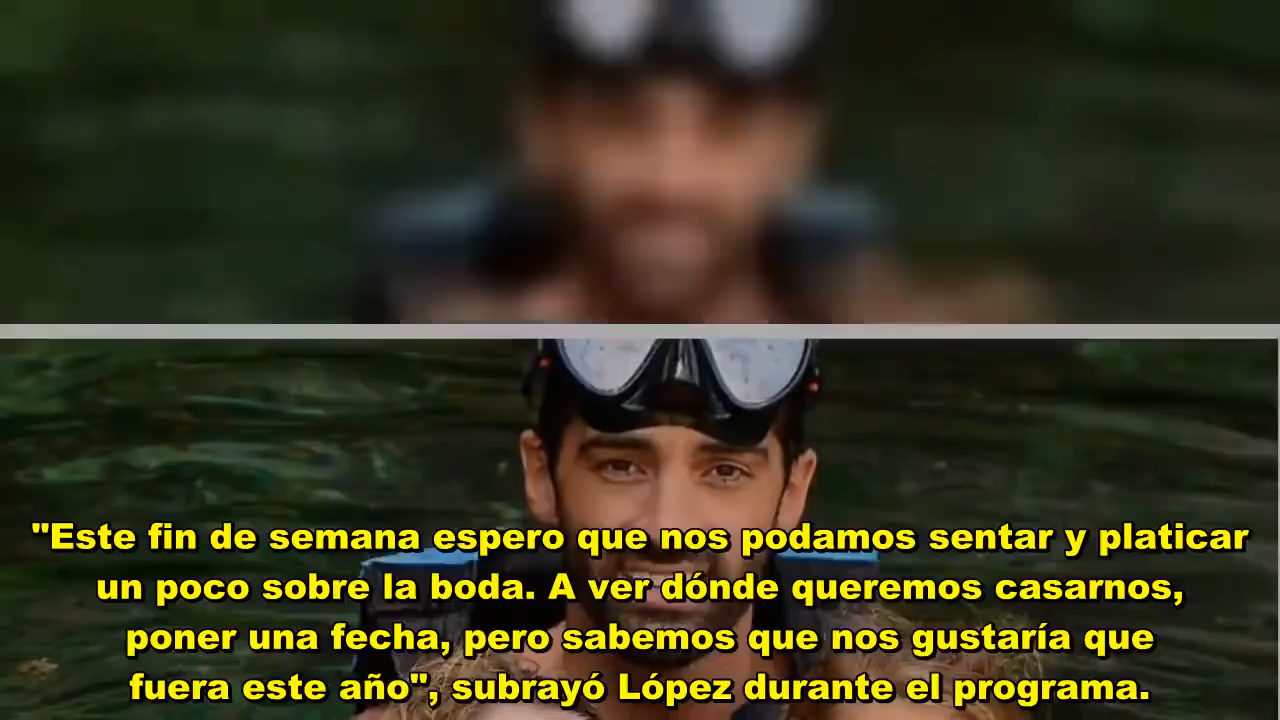 "Este fin de semana espero que nos podamos sentar y platicar
un poco sobre la boda. A ver dónde queremos casarnos,
poner una fecha, pero sabemos que nos gustaría que
fuera este año", subrayó López durante el programa.